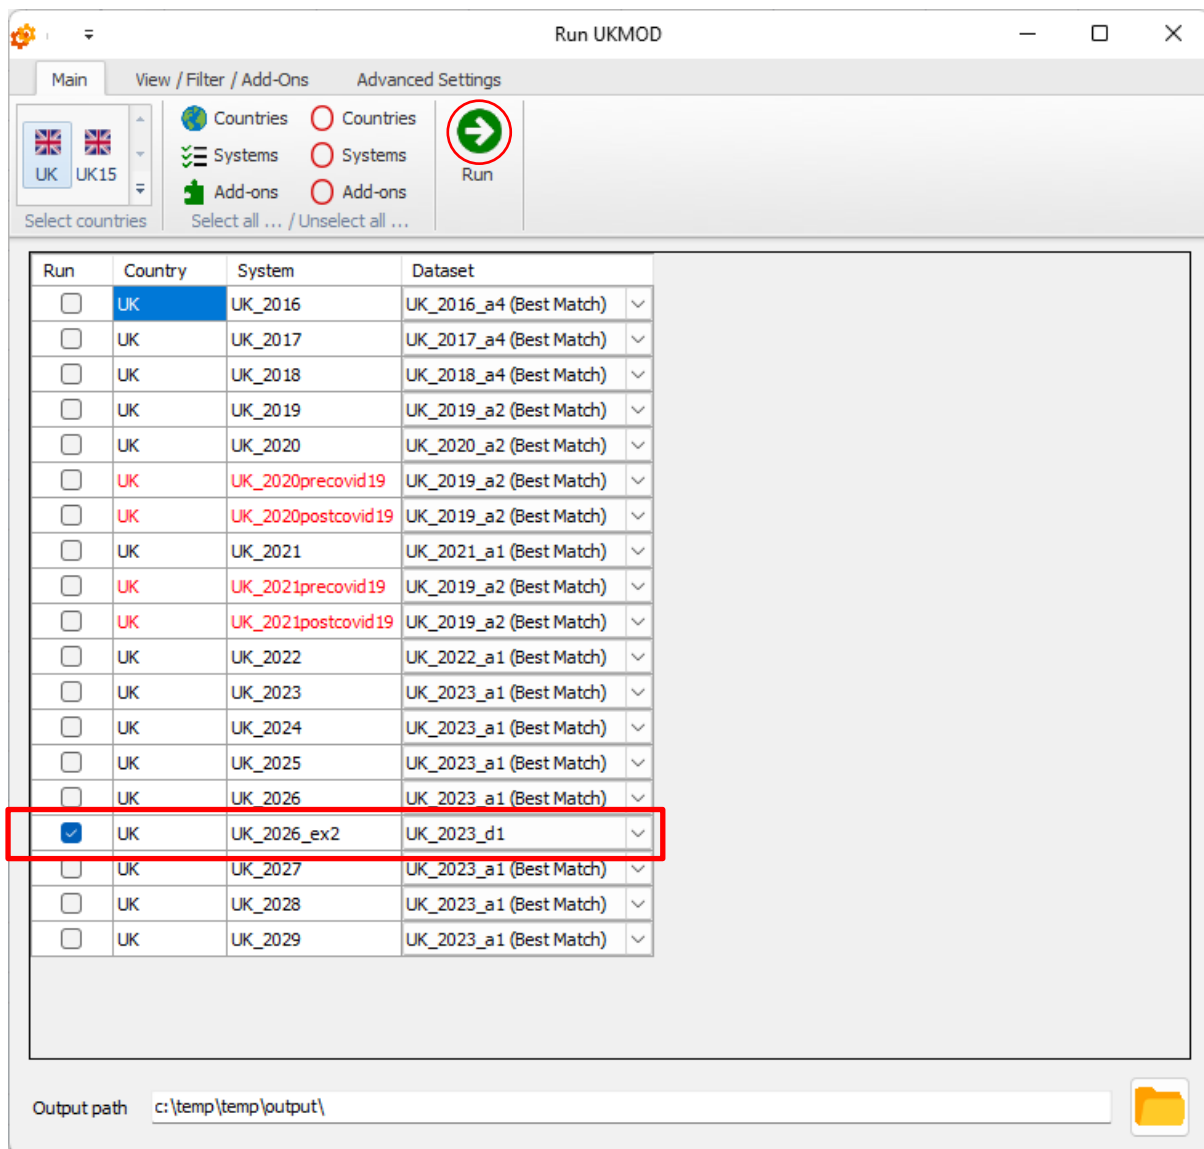 Run UKMOD
Main View / Filter / Add-Ons Advanced Settings
Countries Countries
Systems Systems
Add-ons Add-ons
UK UK15
Run
Select countries Select all ... / Unselect all ...
Run Country System Dataset
UK UK_2016 UK_2016_a4 (Best Match)
UK UK_2017 UK_2017_a4 (Best Match)
UK UK_2018 UK_2018_a4 (Best Match)
UK UK_2019 UK_2019_a2 (Best Match)
UK UK_2020 UK_2020_a2 (Best Match)
UK UK_2020precovid19 UK_2019_a2 (Best Match)
UK UK_2020postcovid19 UK_2019_a2 (Best Match)
UK UK_2021 UK_2021_a1 (Best Match)
UK UK_2021precovid19 UK_2019_a2 (Best Match)
UK UK_2021postcovid19 UK_2019_a2 (Best Match)
UK UK_2022 UK_2022_a1 (Best Match)
UK UK_2023 UK_2023_a1 (Best Match)
UK UK_2024 UK_2023_a1 (Best Match)
UK UK_2025 UK_2023_a1 (Best Match)
UK UK_2026 UK_2023_a1 (Best Match)
UK UK_2026_ex2 UK_2023_d1
UK UK_2027 UK_2023_a1 (Best Match)
UK UK_2028 UK_2023_a1 (Best Match)
UK UK_2029 UK_2023_a1 (Best Match)
Output path c:\temp\temp\output\